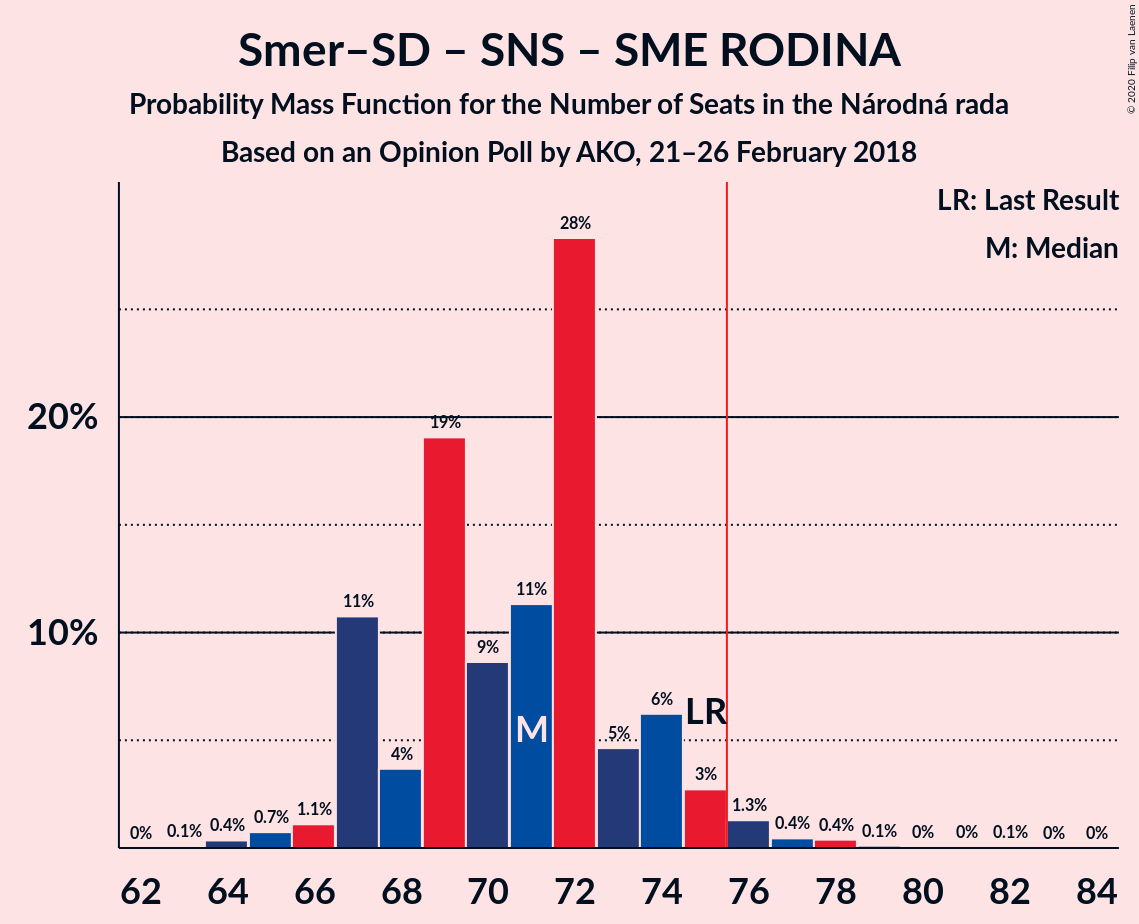 Smer–SD – SNS – SME RODINA
Probability Mass Function for the Number of Seats in the Národná rada
Based on an Opinion Poll by AKO, 21–26 February 2018
© 2020 Filip van Laenen
LR: Last Result
M: Median
28%
20%
19%
11%
11%
10%
9%
6%
LR
M
5%
4%
3%
0%
0.1%
0.4%
0.7%
1.1%
1.3%
0.4%
0.4%
0.1%
0%
0%
0.1%
0%
0%
62 64 66 68 70 72 74 76 78 80 82 84